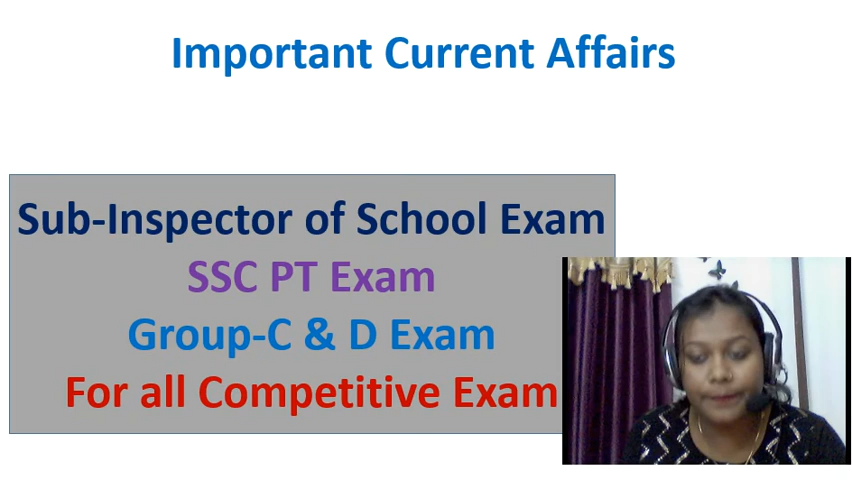 Important Current Affairs
Sub-Inspector of School Exam
SSC PT Exam
Group-C & D Exam
For all Competitive Exam